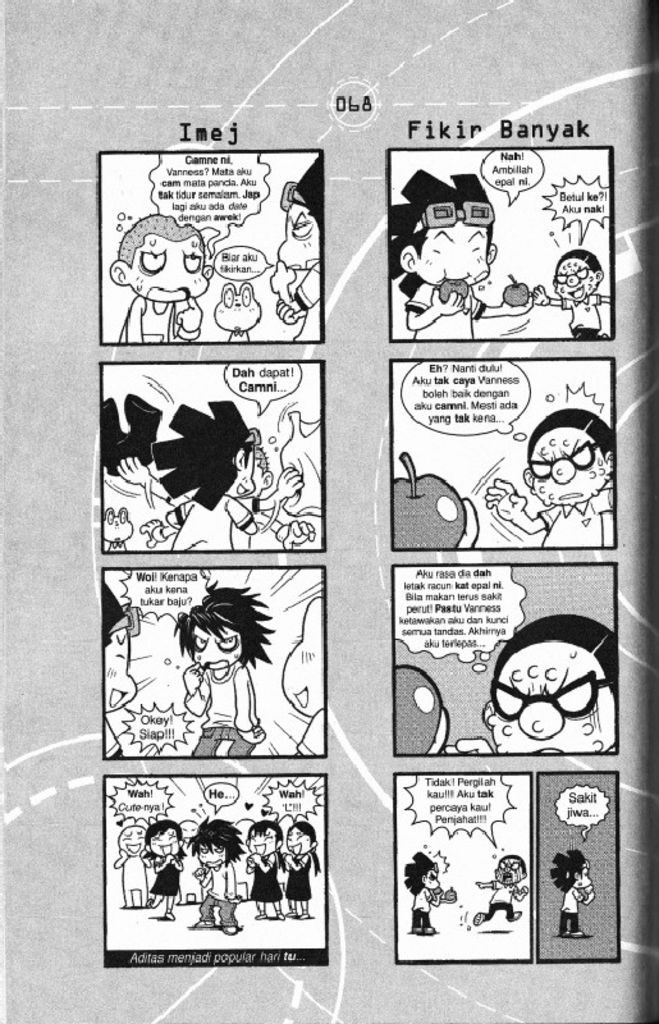 068
Imej
Camne ni,
Vanness? Mata aku
cam mata panda. Aku
tak tidur semalam. Japi
lagi aku ada date
dengan awek!
Biar aku
fikirkan...
Dah dapat!
Camni...
Woi! Kenapa
aku kena
tukar baju?
Okey!
Siap!!!
Wah!
Cute-nya!
He...
Wah!
'L'!!!
Aditas menjadi popular hari tu...
Fikir Banyak
Nah!
Ambillah
epal ni.
Betul ke?!
Aku nak!
Eh? Nanti dulu!
Aku tak caya Vanness
boleh baik dengan
aku camni. Mesti ada
yang tak kena...
Aku rasa dia dah
letak racun kat epal ni.
Bila makan terus sakit
perut! Pastu Vanness
ketawakan aku dan kunci
semua tandas. Akhirnya
aku terlepas...
Tidak! Pergilah
kau!!!! Aku tak
percaya kau!
Penjahat!!!!
Sakit
jiwa...